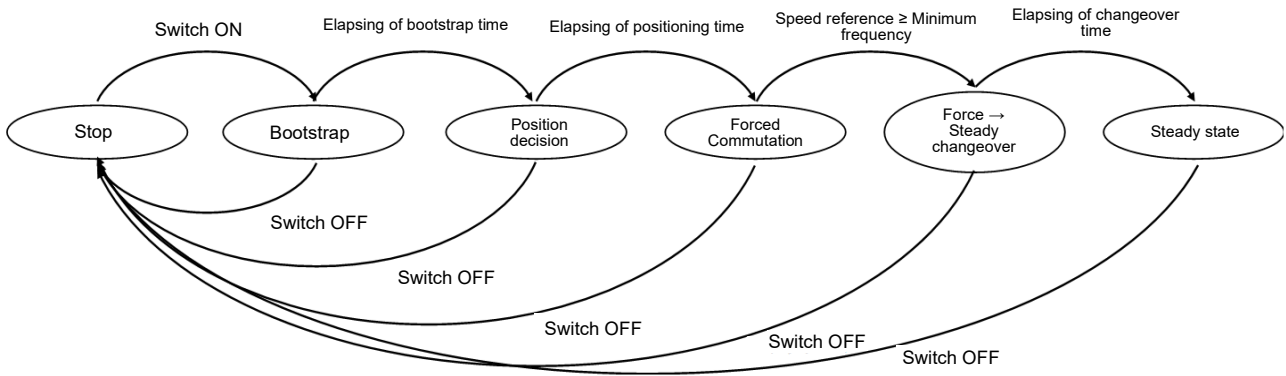 Switch ON
Elapsing of bootstrap time
Elapsing of positioning time
Speed reference ≥ Minimum
frequency
Elapsing of changeover
time
Stop
Bootstrap
Position
decision
Forced
Commutation
Force →
Steady
changeover
Steady state
Switch OFF
Switch OFF
Switch OFF
Switch OFF
Switch OFF